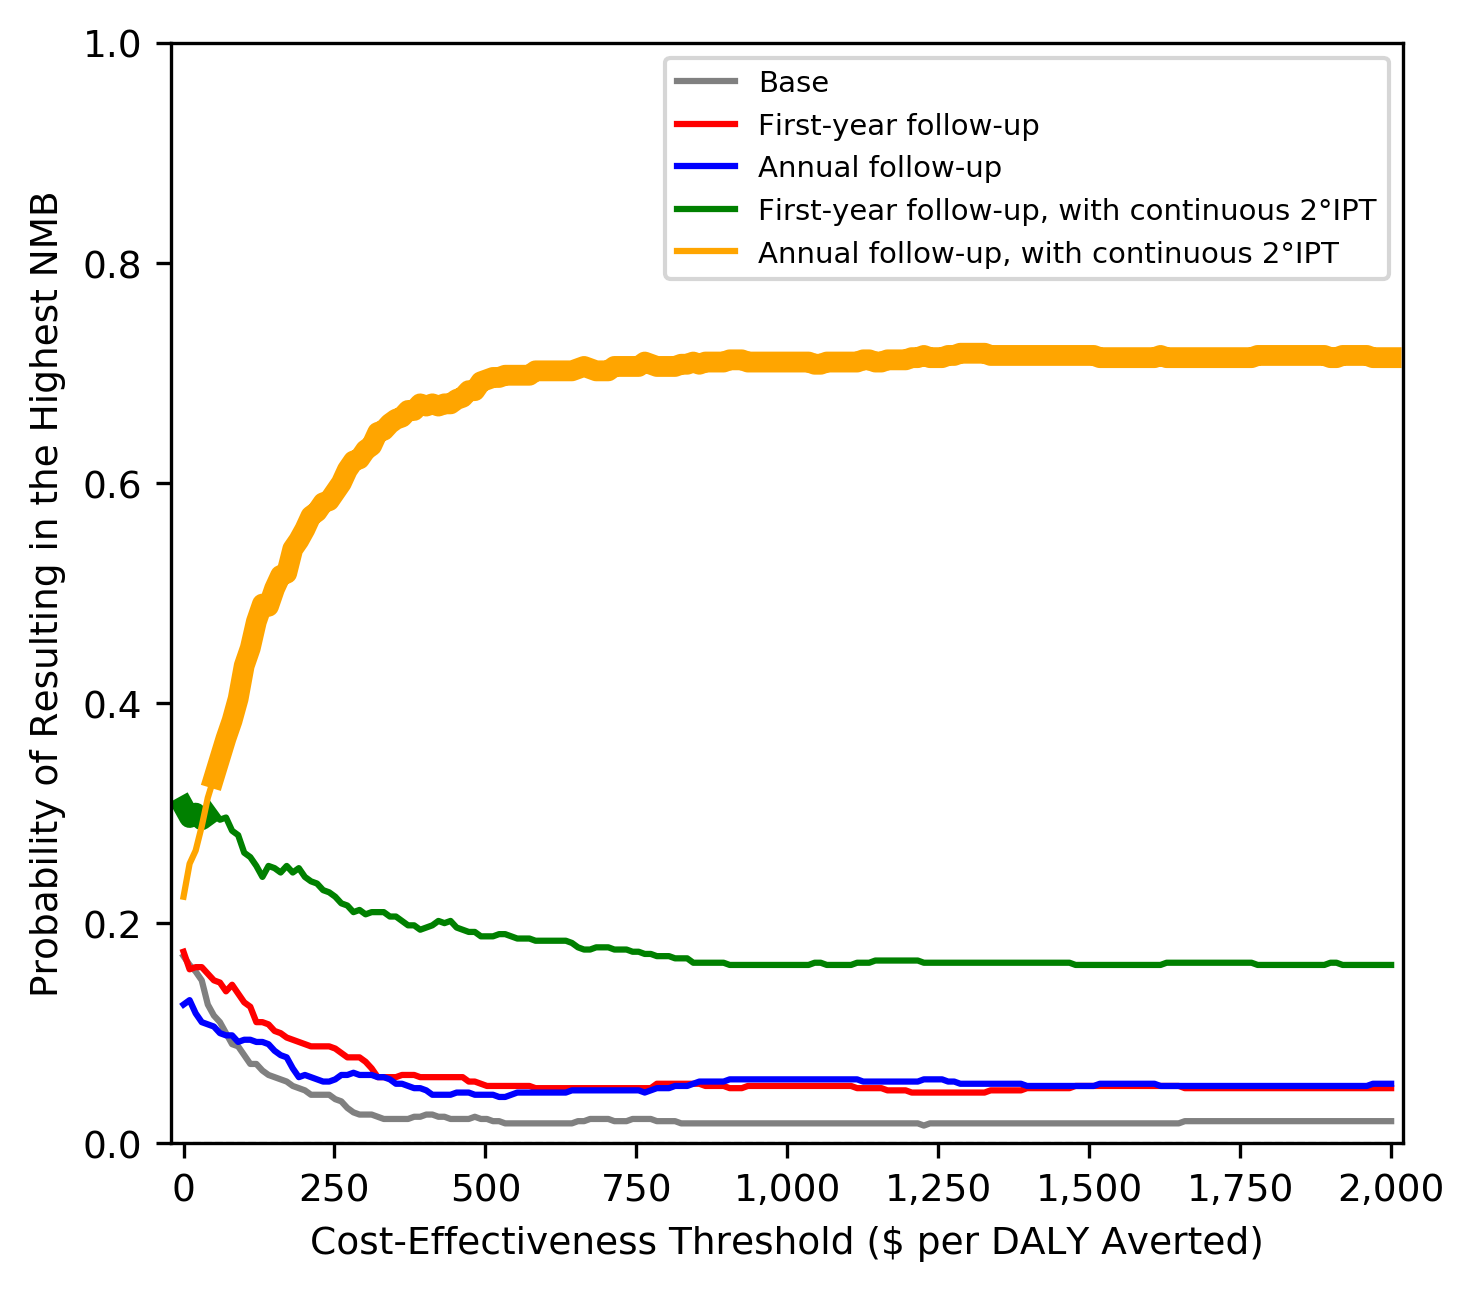 Probability of Resulting in the Highest NMB
1.0
0.8
0.6
0.4
0.2
0.0
Base
First-year follow-up
Annual follow-up
First-year follow-up, with continuous 2°IPT
Annual follow-up, with continuous 2°IPT
0 250 500 750 1,000 1,250 1,500 1,750 2,000
Cost-Effectiveness Threshold ($ per DALY Averted)